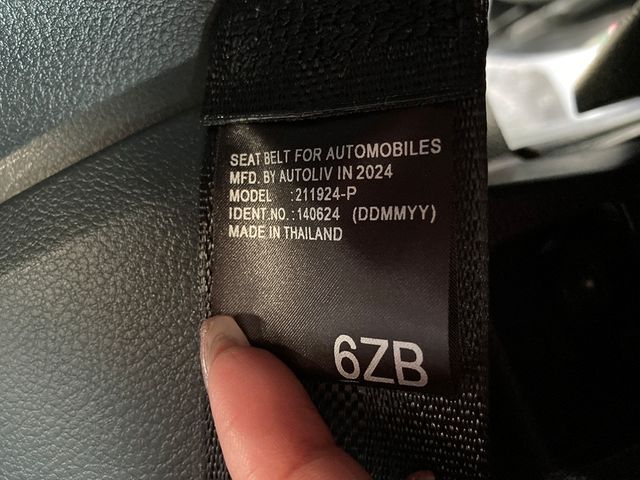 SEAT BELT FOR AUTOMOBILES
MFD. BY AUTOLIV IN 2024
MODEL :211924-P
IDENT.NO.:140624 (DDMMYY)
MADE IN THAILAND
6ZB